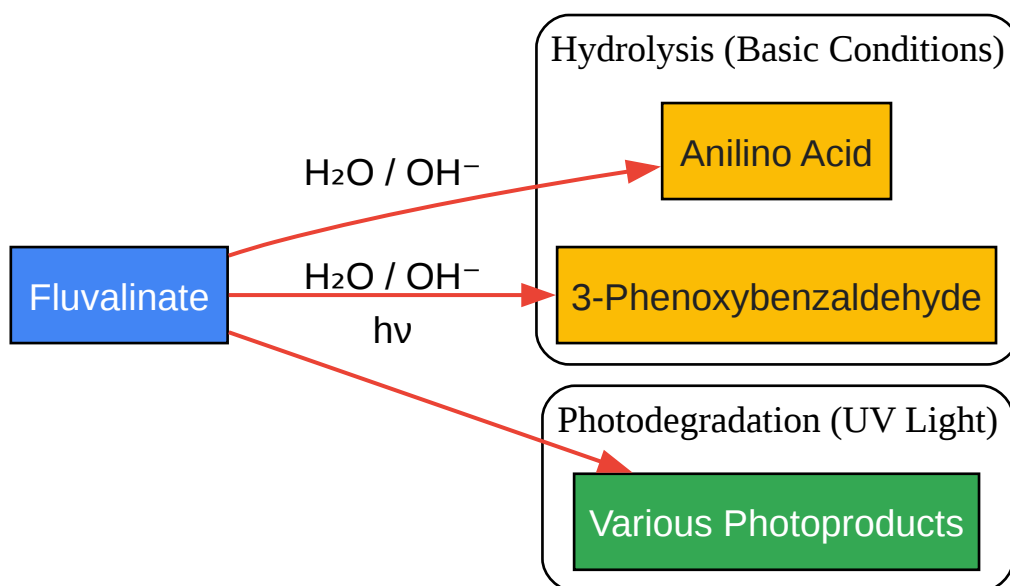 Hydrolysis (Basic Conditions)
Anilino Acid
H₂O / OH⁻
Fluvalinate
H₂O / OH⁻
3-Phenoxybenzaldehyde
hν
Photodegradation (UV Light)
Various Photoproducts